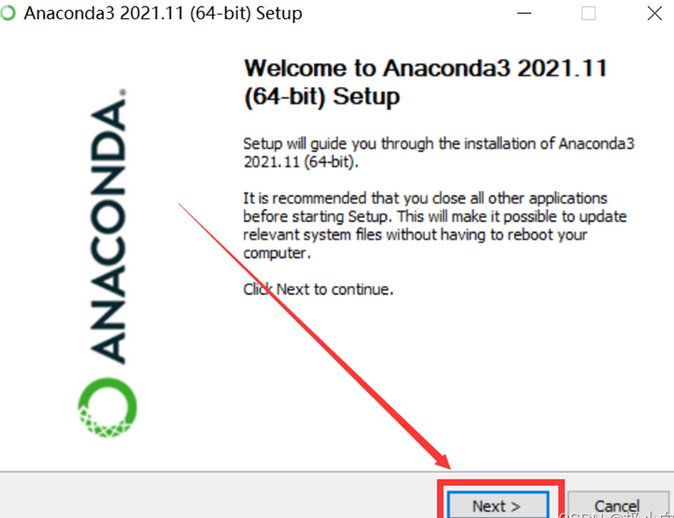 Anaconda3 2021.11 (64-bit) Setup
Welcome to Anaconda3 2021.11
(64-bit) Setup
Setup will guide you through the installation of Anaconda3
2021.11 (64-bit).
It is recommended that you close all other applications
before starting Setup. This will make it possible to update
relevant system files without having to reboot your
computer.
Click Next to continue.
ANACONDA.
Next >
Cancel